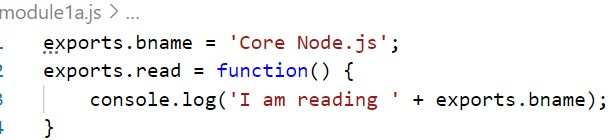 module1a.js > ...
1 exports.bname = 'Core Node.js';
2 exports.read = function() {
3     console.log('I am reading ' + exports.bname);
4 }